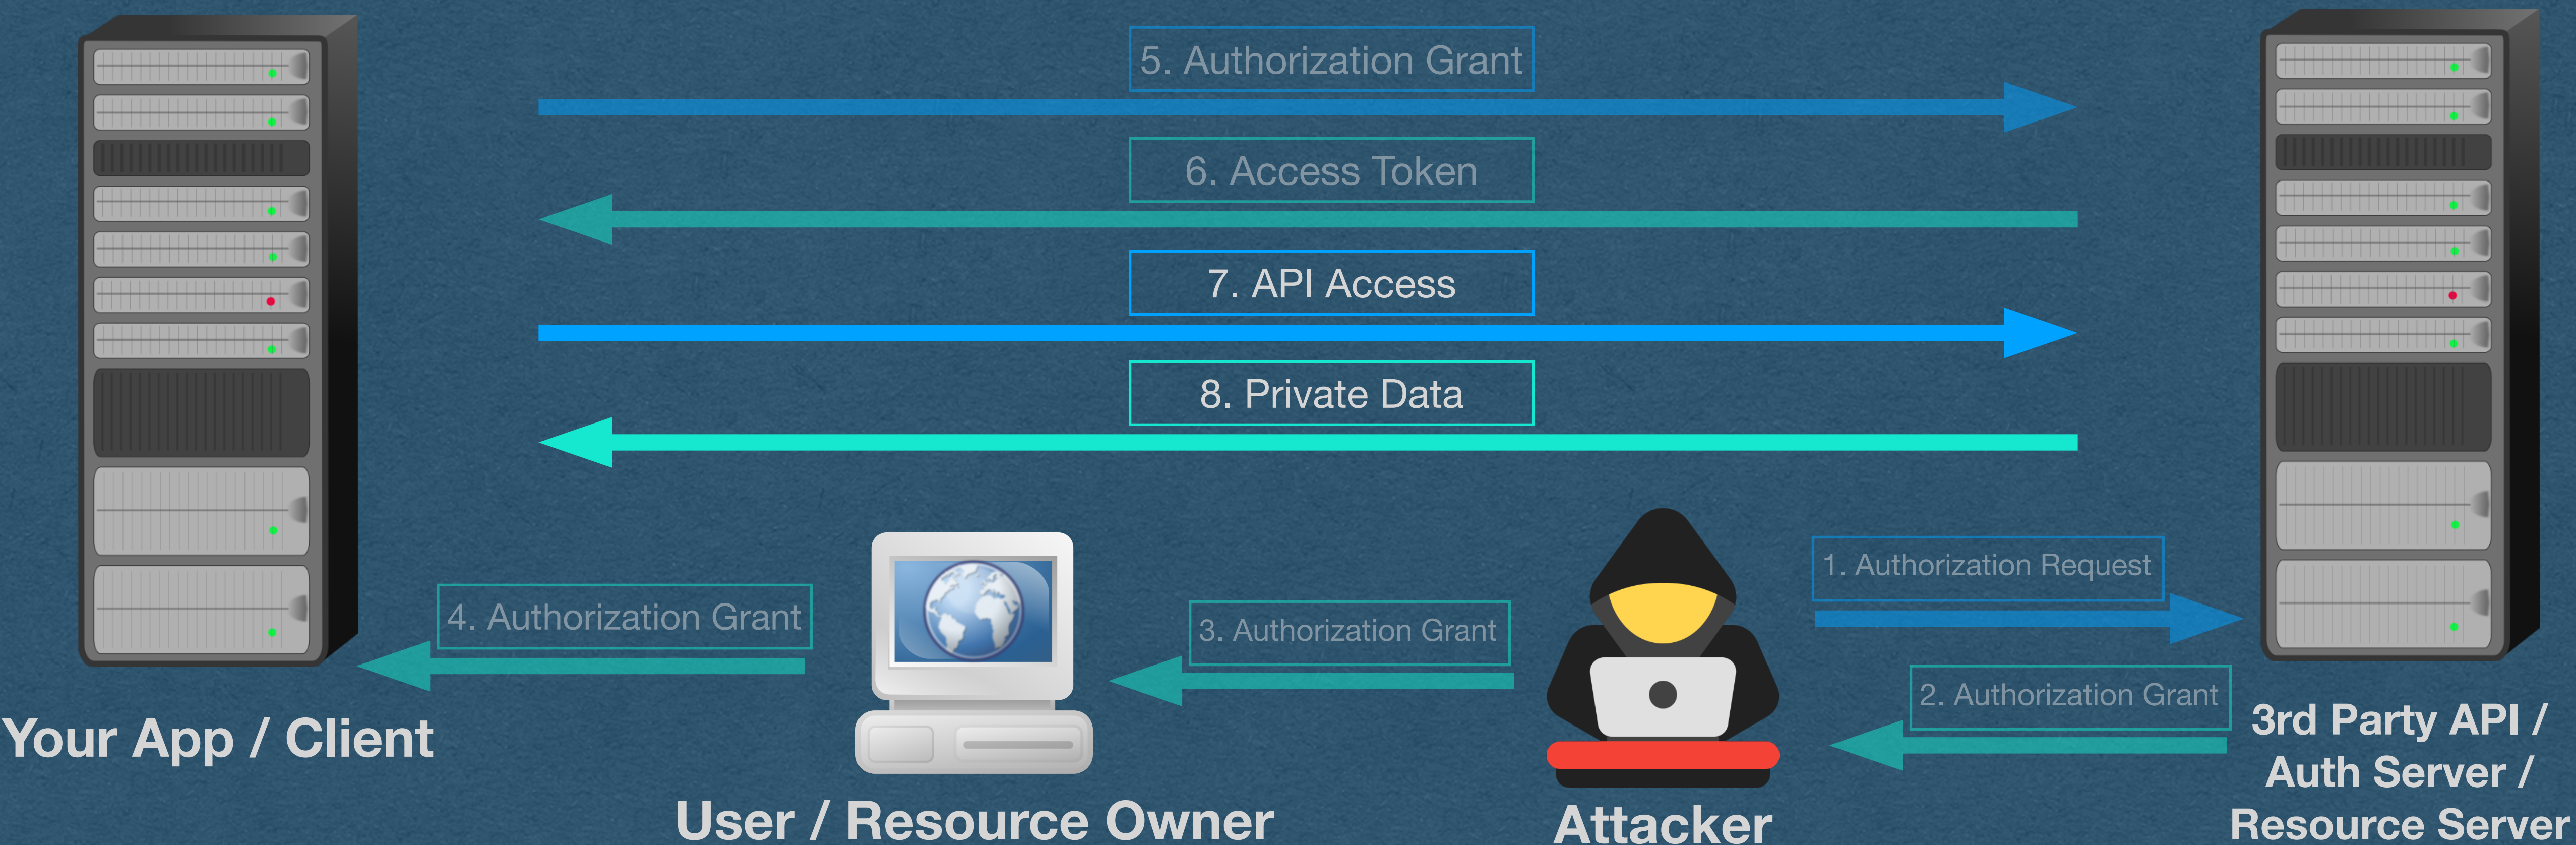 5. Authorization Grant
6. Access Token
7. API Access
8. Private Data
1. Authorization Request
4. Authorization Grant
3. Authorization Grant
2. Authorization Grant
Your App / Client
User / Resource Owner
Attacker
3rd Party API /
Auth Server /
Resource Server